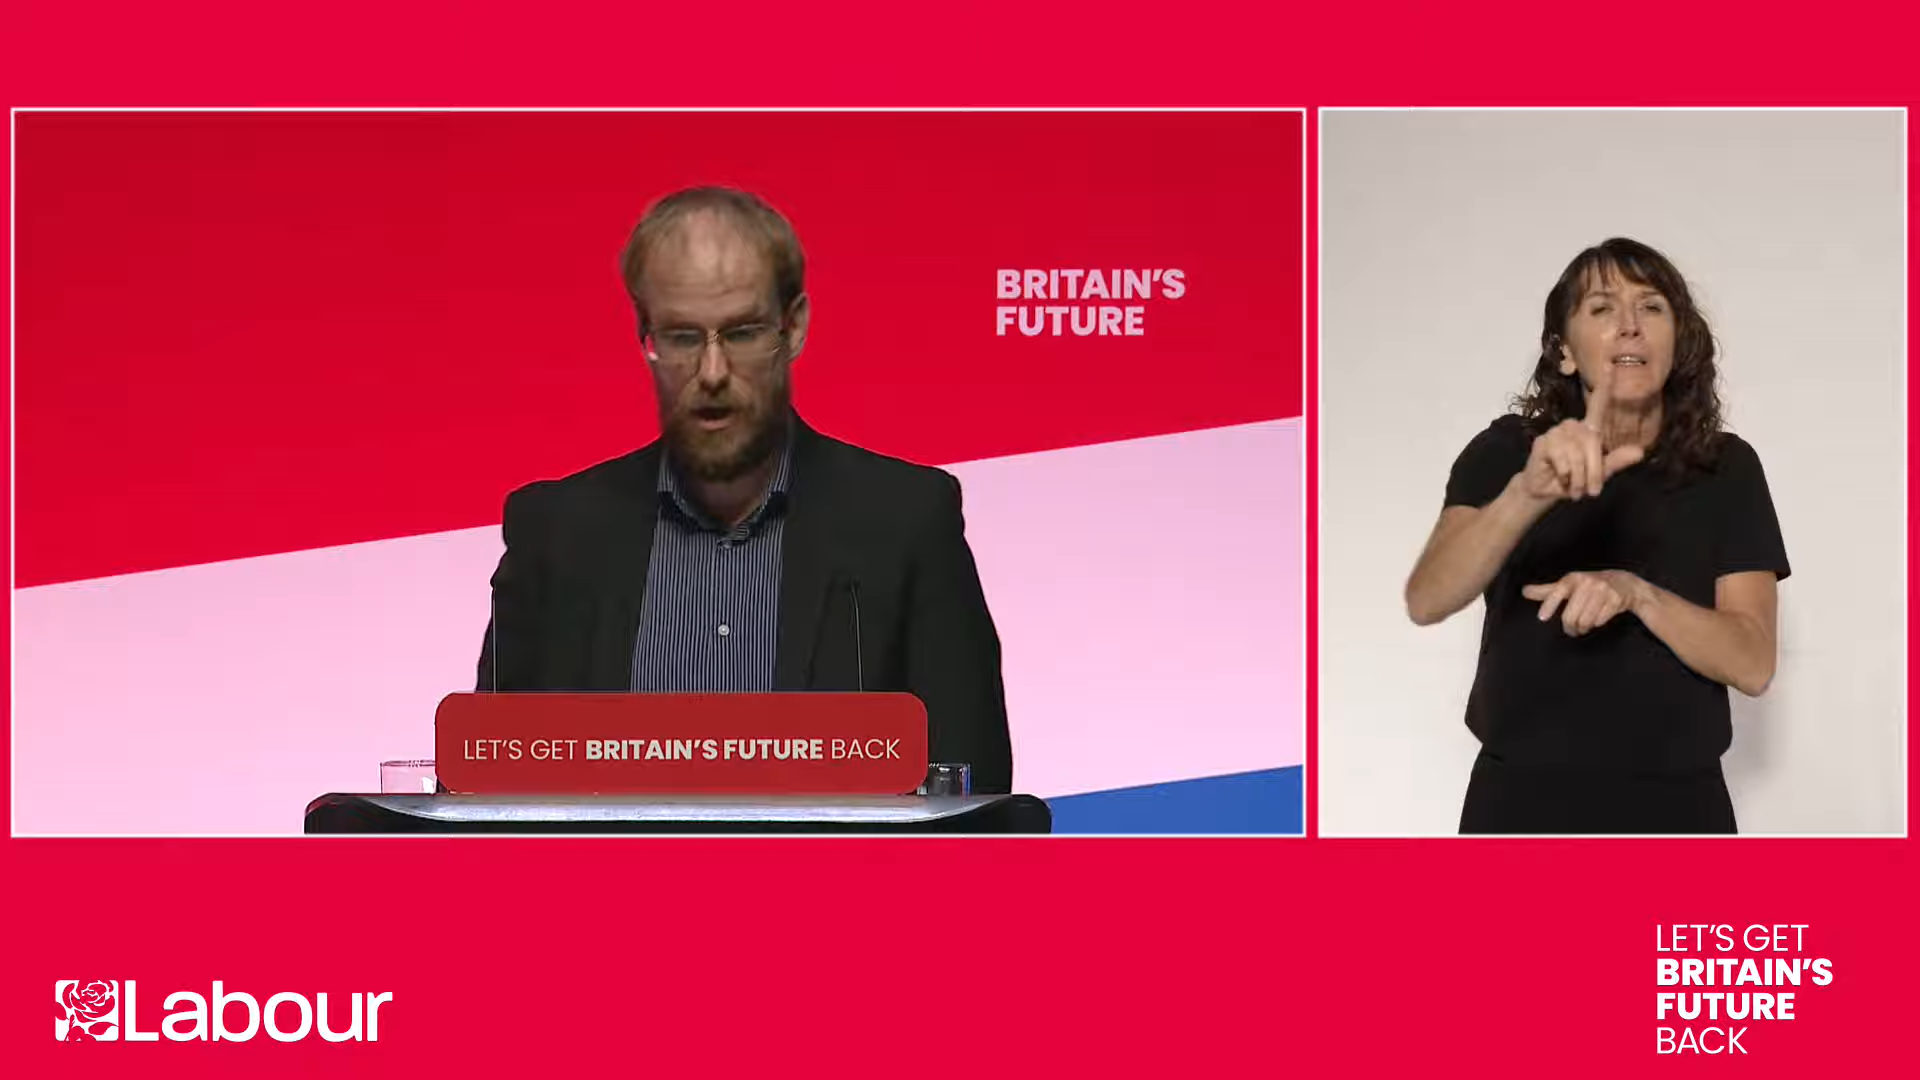 BRITAIN'S
FUTURE
LET'S GET BRITAIN'S FUTURE BACK
Labour
LET'S GET
BRITAIN'S
FUTURE
BACK